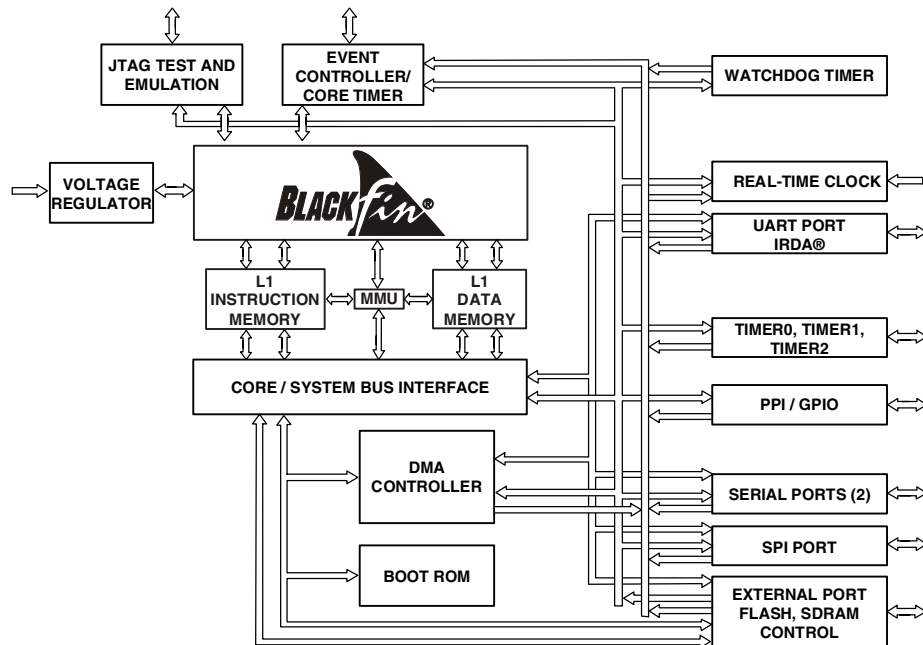 JTAG TEST AND
EMULATION
EVENT
CONTROLLER/
CORE TIMER
WATCHDOG TIMER
VOLTAGE
REGULATOR
BLACKfin®
REAL-TIME CLOCK
UART PORT
IRDA®
L1
INSTRUCTION
MEMORY
MMU
L1
DATA
MEMORY
TIMER0, TIMER1,
TIMER2
CORE / SYSTEM BUS INTERFACE
PPI / GPIO
DMA
CONTROLLER
SERIAL PORTS (2)
SPI PORT
BOOT ROM
EXTERNAL PORT
FLASH, SDRAM
CONTROL